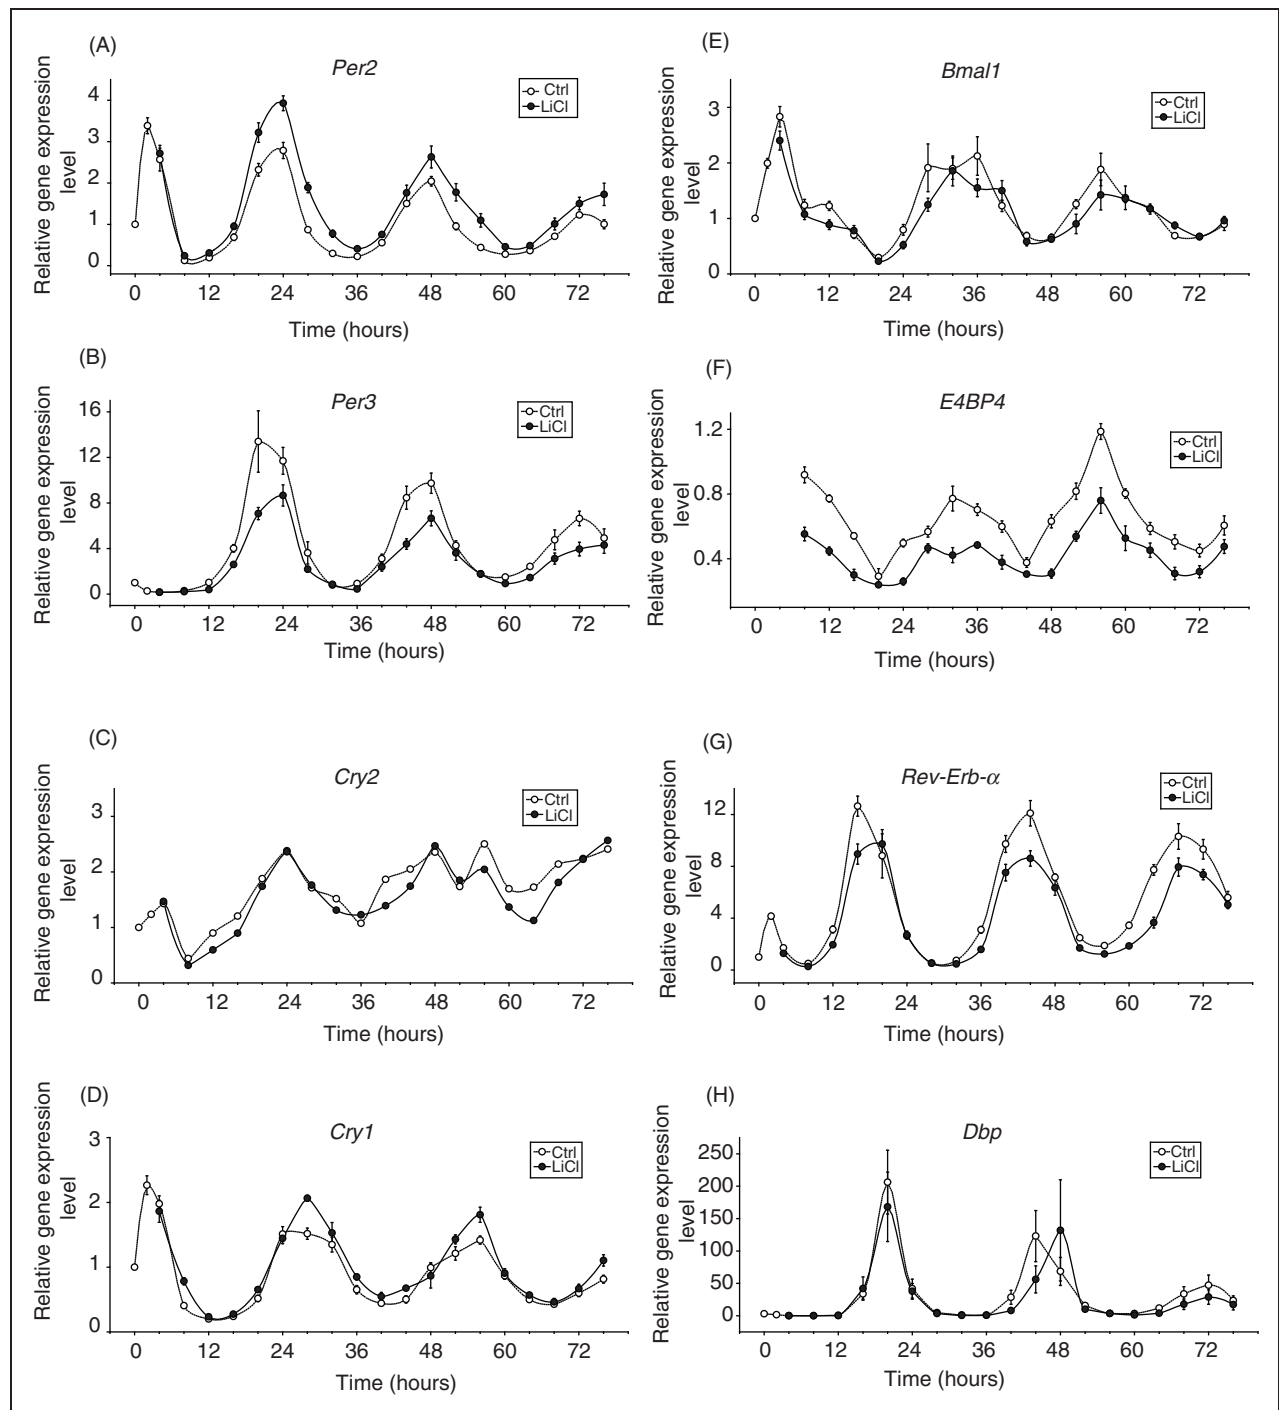 (A)
Per2
Relative gene expression
level
4
3
2
1
0
Ctrl
LiCl
0 12 24 36 48 60 72
Time (hours)
(B)
Per3
Relative gene expression
level
16
12
8
4
0
Ctrl
LiCl
0 12 24 36 48 60 72
Time (hours)
(C)
Cry2
Relative gene expression
level
3
2
1
0
Ctrl
LiCl
0 12 24 36 48 60 72
Time (hours)
(D)
Cry1
Relative gene expression
level
3
2
1
0
Ctrl
LiCl
0 12 24 36 48 60 72
Time (hours)
(E)
Bmal1
Relative gene expression
level
3
2
1
0
Ctrl
LiCl
0 12 24 36 48 60 72
Time (hours)
(F)
E4BP4
Relative gene expression
level
1.2
0.8
0.4
Ctrl
LiCl
0 12 24 36 48 60 72
Time (hours)
(G)
Rev-Erb-α
Relative gene expression
level
12
8
4
0
Ctrl
LiCl
0 12 24 36 48 60 72
Time (hours)
(H)
Dbp
Relative gene expression
level
250
200
150
100
50
0
Ctrl
LiCl
0 12 24 36 48 60 72
Time (hours)